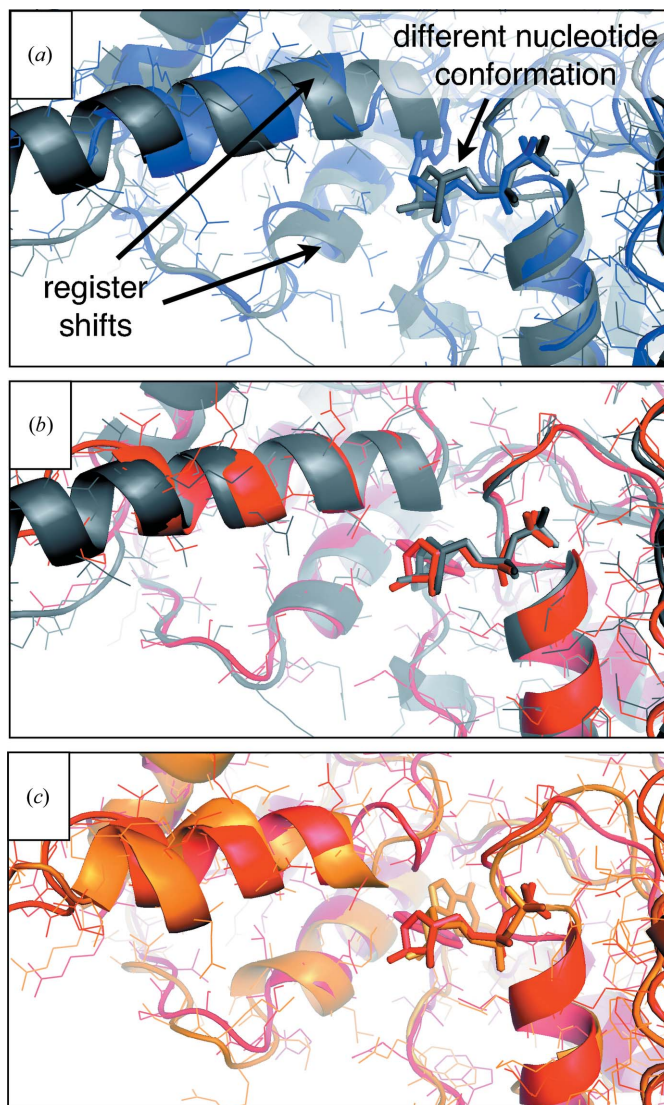 (a)
different nucleotide
conformation
register
shifts
(b)
(c)